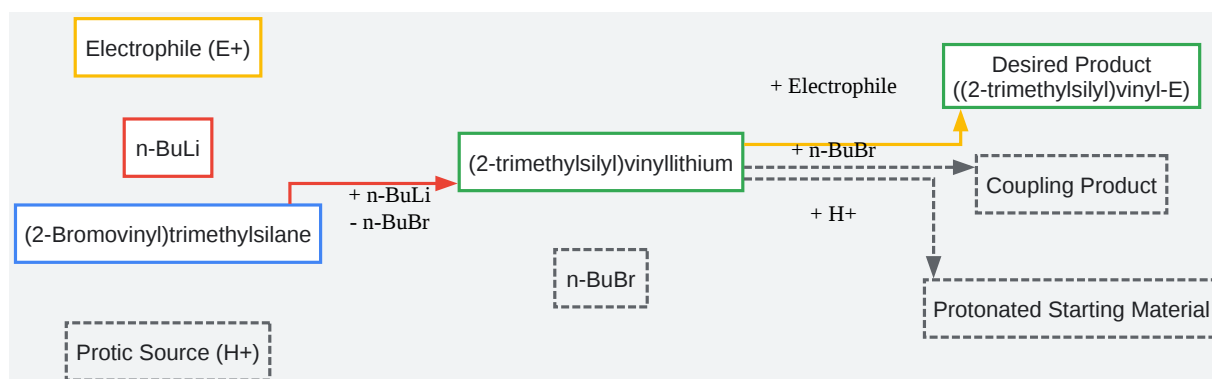 Electrophile (E+)
n-BuLi
(2-Bromovinyl)trimethylsilane
Protic Source (H+)
+ n-BuLi
- n-BuBr
(2-trimethylsilyl)vinyllithium
n-BuBr
+ Electrophile
+ n-BuBr
+ H+
Desired Product
((2-trimethylsilyl)vinyl-E)
Coupling Product
Protonated Starting Material